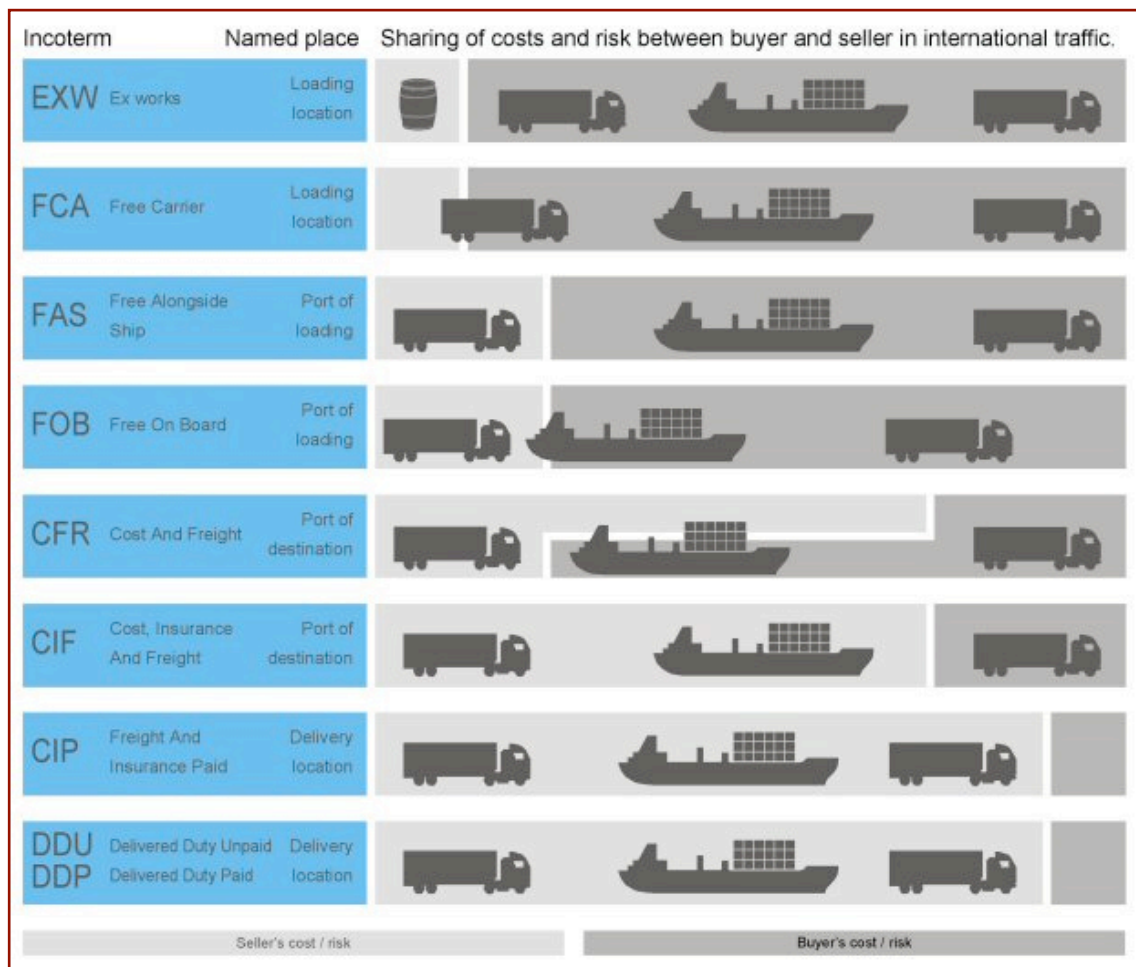 Incoterm Named place Sharing of costs and risk between buyer and seller in international traffic.
EXW Ex works Loading location
FCA Free Carrier Loading location
FAS Free Alongside Ship Port of loading
FOB Free On Board Port of loading
CFR Cost And Freight Port of destination
CIF Cost, Insurance And Freight Port of destination
CIP Freight And Insurance Paid Delivery location
DDU Delivered Duty Unpaid Delivery
DDP Delivered Duty Paid location
Seller's cost / risk Buyer's cost / risk